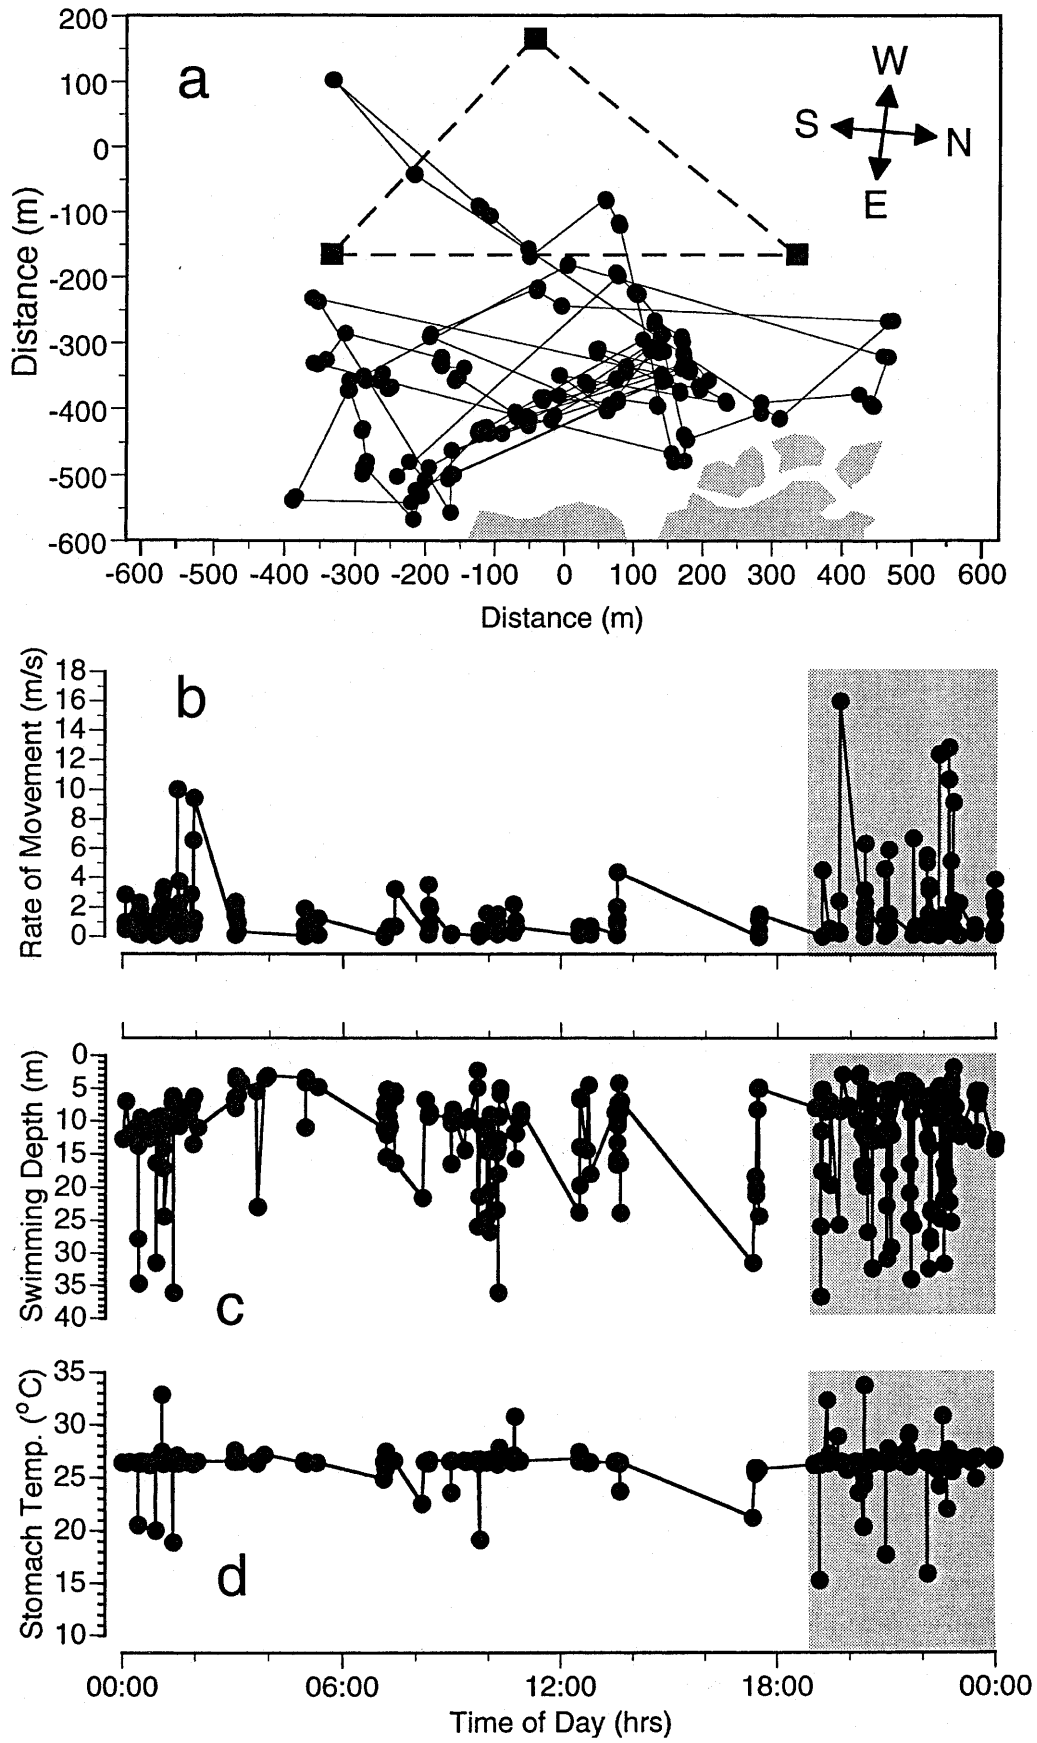 200
100
0
-100
-200
-300
-400
-500
-600
Distance (m)
a
W
S
N
E
-600 -500 -400 -300 -200 -100 0 100 200 300 400 500 600
Distance (m)
18
16
14
12
10
8
6
4
2
0
Rate of Movement (m/s)
b
0
5
10
15
20
25
30
35
40
Swimming Depth (m)
c
35
30
25
20
15
10
Stomach Temp. (°C)
d
00:00 06:00 12:00 18:00 00:00
Time of Day (hrs)